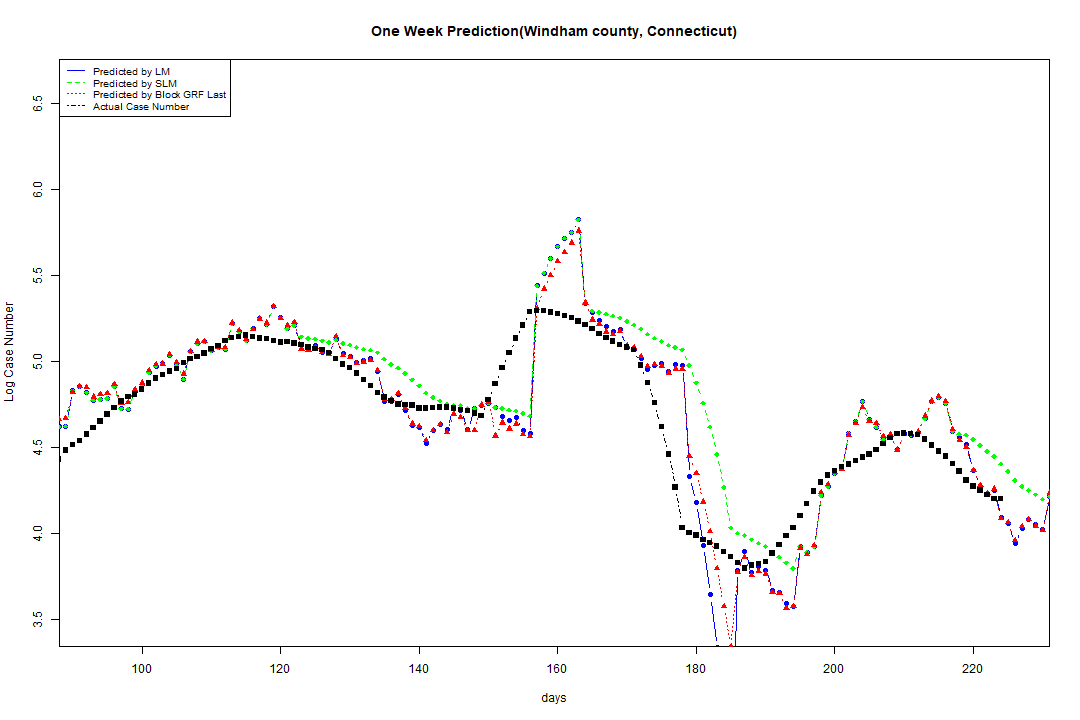 One Week Prediction(Windham county, Connecticut)
Predicted by LM
Predicted by SLM
Predicted by Block GRF Last
Actual Case Number
Log Case Number
6.5
6.0
5.5
5.0
4.5
4.0
3.5
100 120 140 160 180 200 220
days